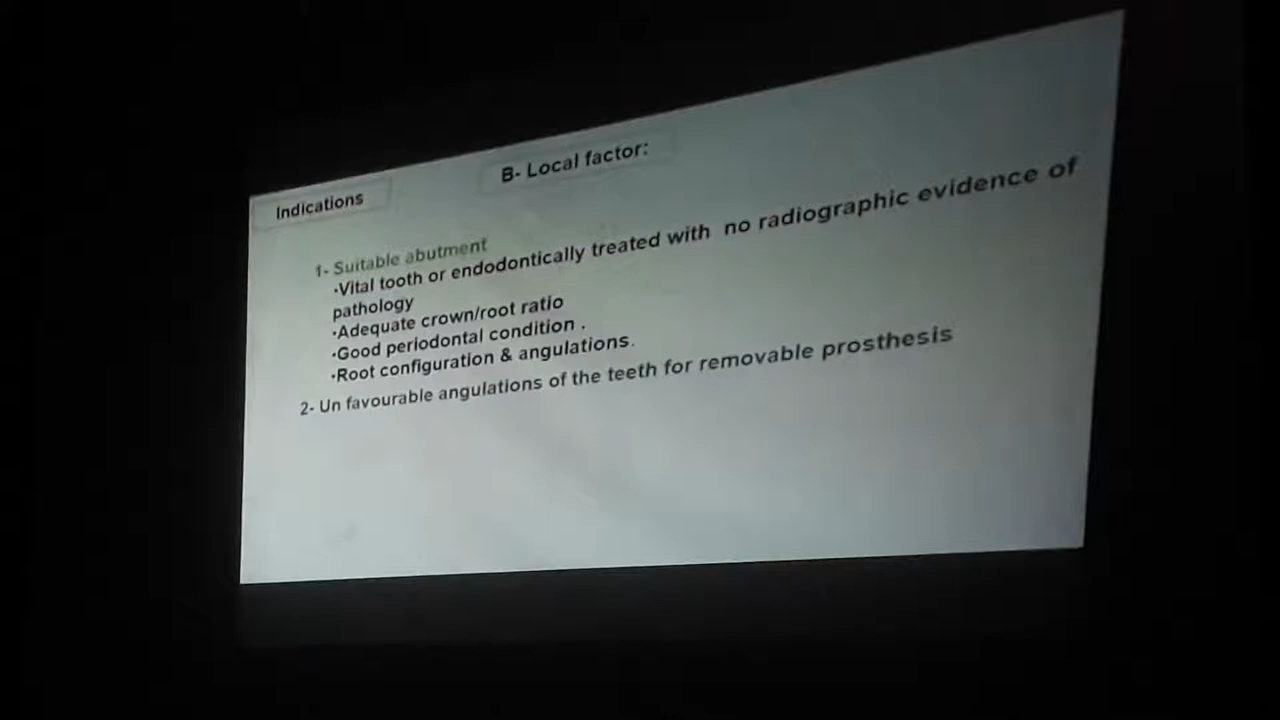 Indications
B- Local factor:
1- Suitable abutment
•Vital tooth or endodontically treated with no radiographic evidence of
pathology
•Adequate crown/root ratio
•Good periodontal condition .
•Root configuration & angulations.
2- Un favourable angulations of the teeth for removable prosthesis